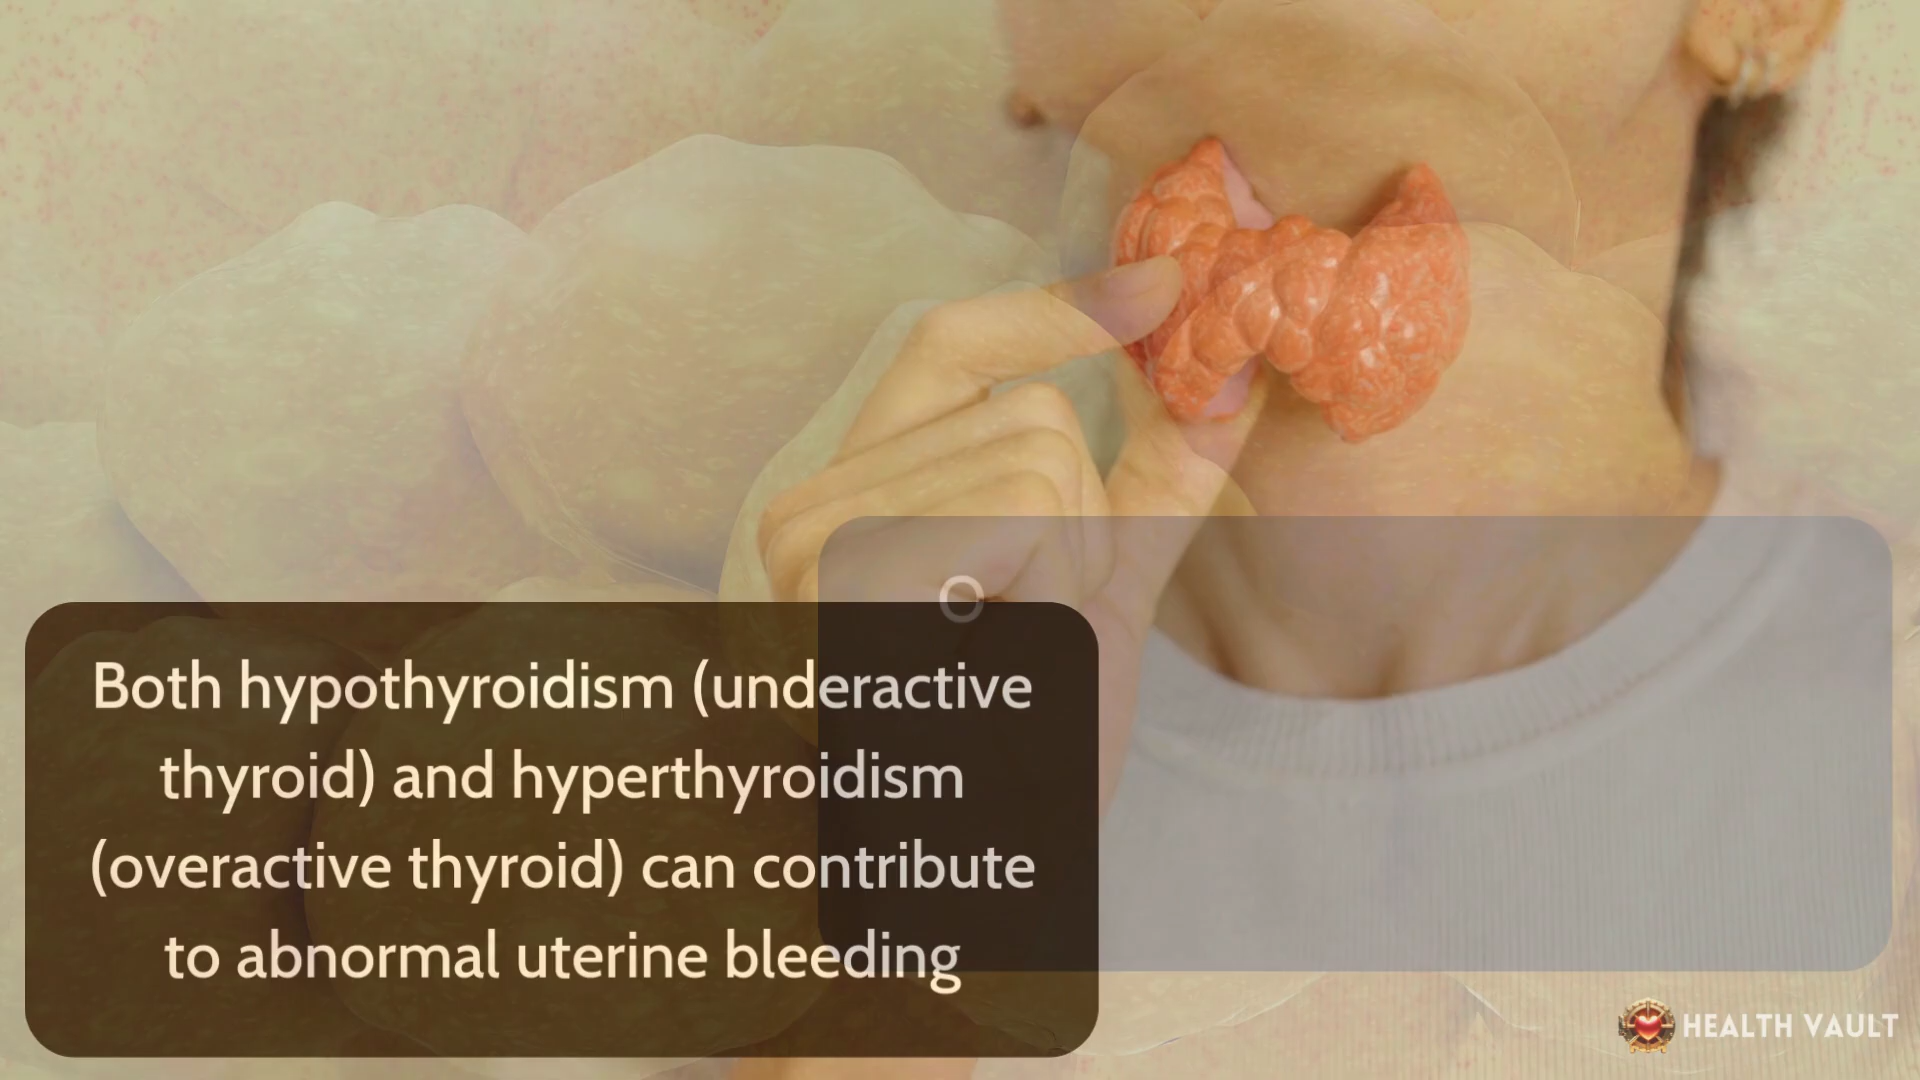 Both hypothyroidism (underactive
thyroid) and hyperthyroidism
(overactive thyroid) can contribute
to abnormal uterine bleeding
O
HEALTH VAULT